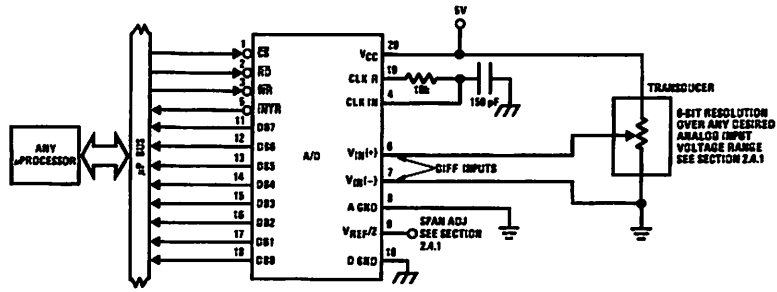 5V
1 CS
2 RD
3 WR
5 INTR
11 DB7
12 DB6
13 DB5
14 DB4
15 DB3
16 DB2
17 DB1
18 DB0
ANY
μPROCESSOR
μP BUS
A/D
VCC 20
CLK R 19
10k
150 pF
CLK IN 4
VIN(+) 6
DIFF INPUTS
VIN(−) 7
A GND 8
VREF/2 9
SPAN ADJ
SEE SECTION
2.4.1
D GND 10
TRANSDUCER
8-BIT RESOLUTION
OVER ANY DESIRED
ANALOG INPUT
VOLTAGE RANGE
SEE SECTION 2.4.1